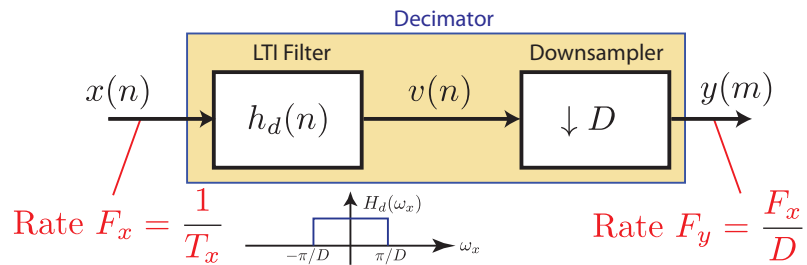 Decimator
LTI Filter
Downsampler
x(n)
h_d(n)
v(n)
↓ D
y(m)
Rate F_x = 1/T_x
H_d(ω_x)
ω_x
−π/D
π/D
Rate F_y = F_x/D